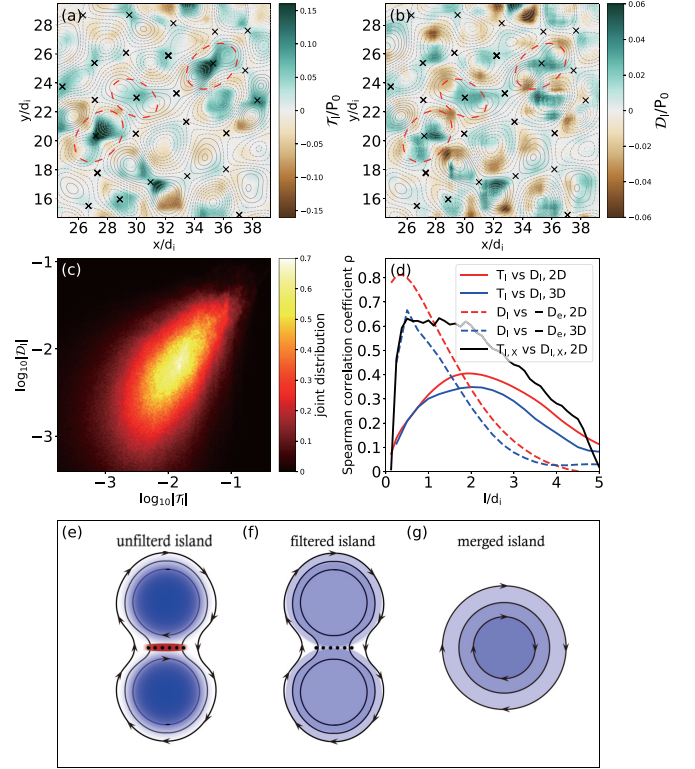 (a)
28
26
24
22
20
18
16
y/dᵢ
26 28 30 32 34 36 38
x/dᵢ
0.15
0.10
0.05
0.00
−0.05
−0.10
−0.15
𝒯ₗ/P₀
(b)
28
26
24
22
20
18
16
y/dᵢ
26 28 30 32 34 36 38
x/dᵢ
0.06
0.04
0.02
0.00
−0.02
−0.04
−0.06
𝒟ₗ/P₀
(c)
−1
−2
−3
log₁₀|𝒟ₗ|
−3 −2 −1
log₁₀|𝒯ₗ|
0.7
0.6
0.5
0.4
0.3
0.2
0.1
0
joint distribution
(d)
0.8
0.7
0.6
0.5
0.4
0.3
0.2
0.1
0
Spearman correlation coefficient ρ
Tₗ vs Dₗ, 2D
Tₗ vs Dₗ, 3D
Dₗ vs − Dₑ, 2D
Dₗ vs − Dₑ, 3D
Tₗ,ₓ vs Dₗ,ₓ, 2D
0 1 2 3 4 5
l/dᵢ
(e)
unfilterd island
(f)
filtered island
(g)
merged island